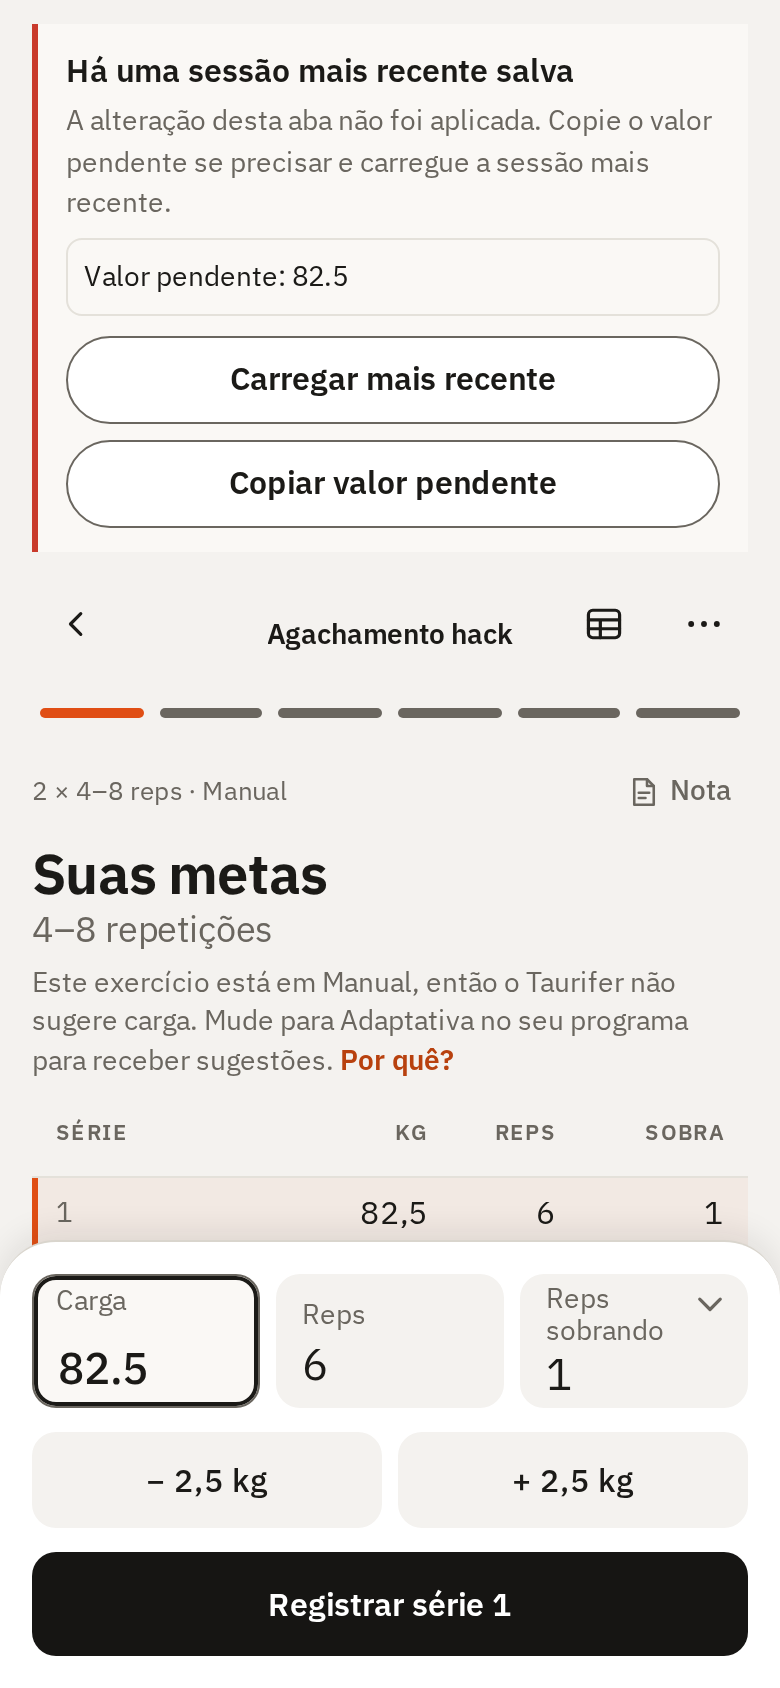 Há uma sessão mais recente salva
A alteração desta aba não foi aplicada. Copie o valor
pendente se precisar e carregue a sessão mais
recente.
Valor pendente: 82.5
Carregar mais recente
Copiar valor pendente
Agachamento hack
2 × 4–8 reps · Manual
Nota
Suas metas
4–8 repetições
Este exercício está em Manual, então o Taurifer não
sugere carga. Mude para Adaptativa no seu programa
para receber sugestões. Por quê?
SÉRIE KG REPS SOBRA
1 82,5 6 1
Carga
82.5
Reps
6
Reps
sobrando
1
– 2,5 kg
+ 2,5 kg
Registrar série 1